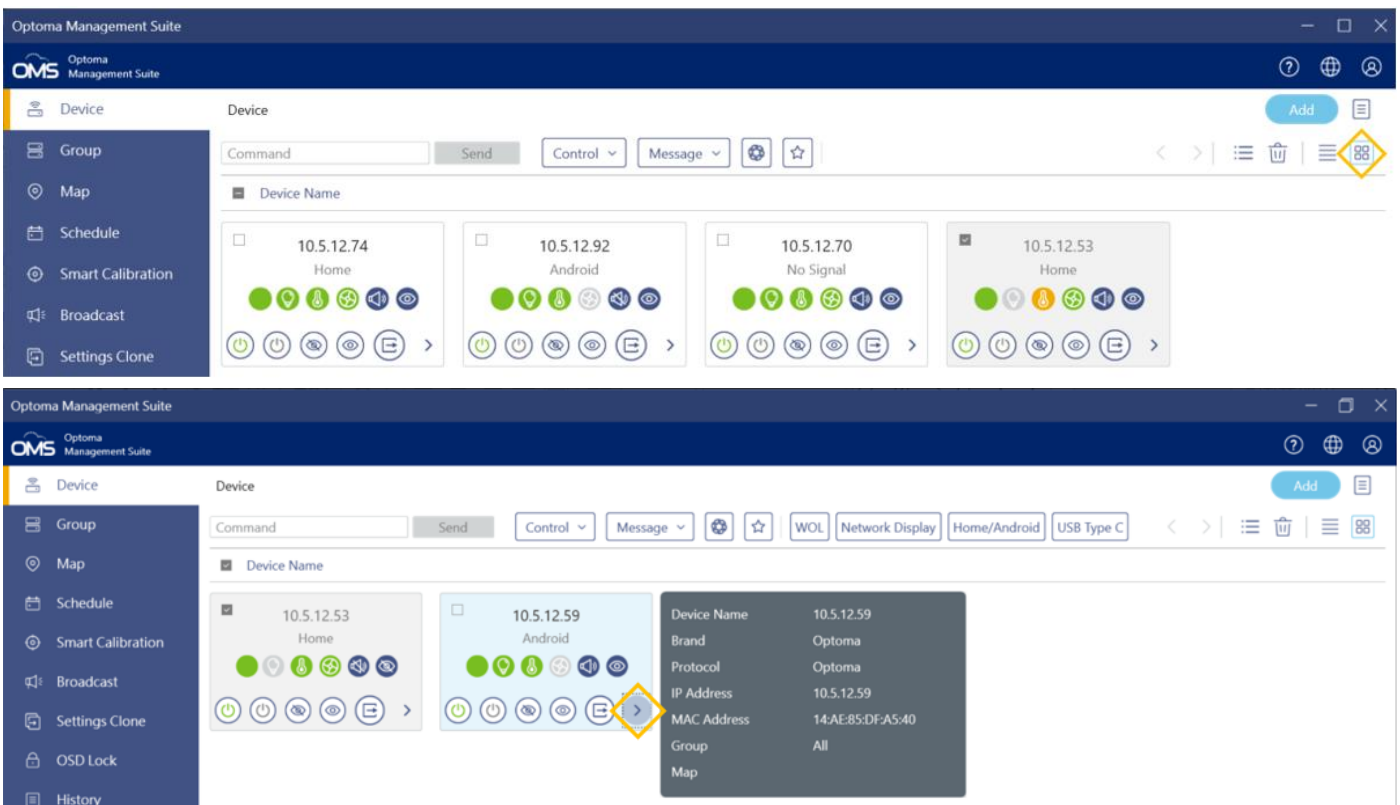 Optoma Management Suite
OMS Optoma
Management Suite
Device
Device
Add
Group
Command Send Control Message
Map
Device Name
Schedule
10.5.12.74 10.5.12.92 10.5.12.70 10.5.12.53
Smart Calibration
Home Android No Signal Home
Broadcast
Settings Clone
Optoma Management Suite
OMS Optoma
Management Suite
Device
Device
Add
Group
Command Send Control Message WOL Network Display Home/Android USB Type C
Map
Device Name
Schedule
10.5.12.53 10.5.12.59
Home Android
Smart Calibration
Broadcast
Settings Clone
OSD Lock
History
Device Name 10.5.12.59
Brand Optoma
Protocol Optoma
IP Address 10.5.12.59
MAC Address 14:AE:85:DF:A5:40
Group All
Map